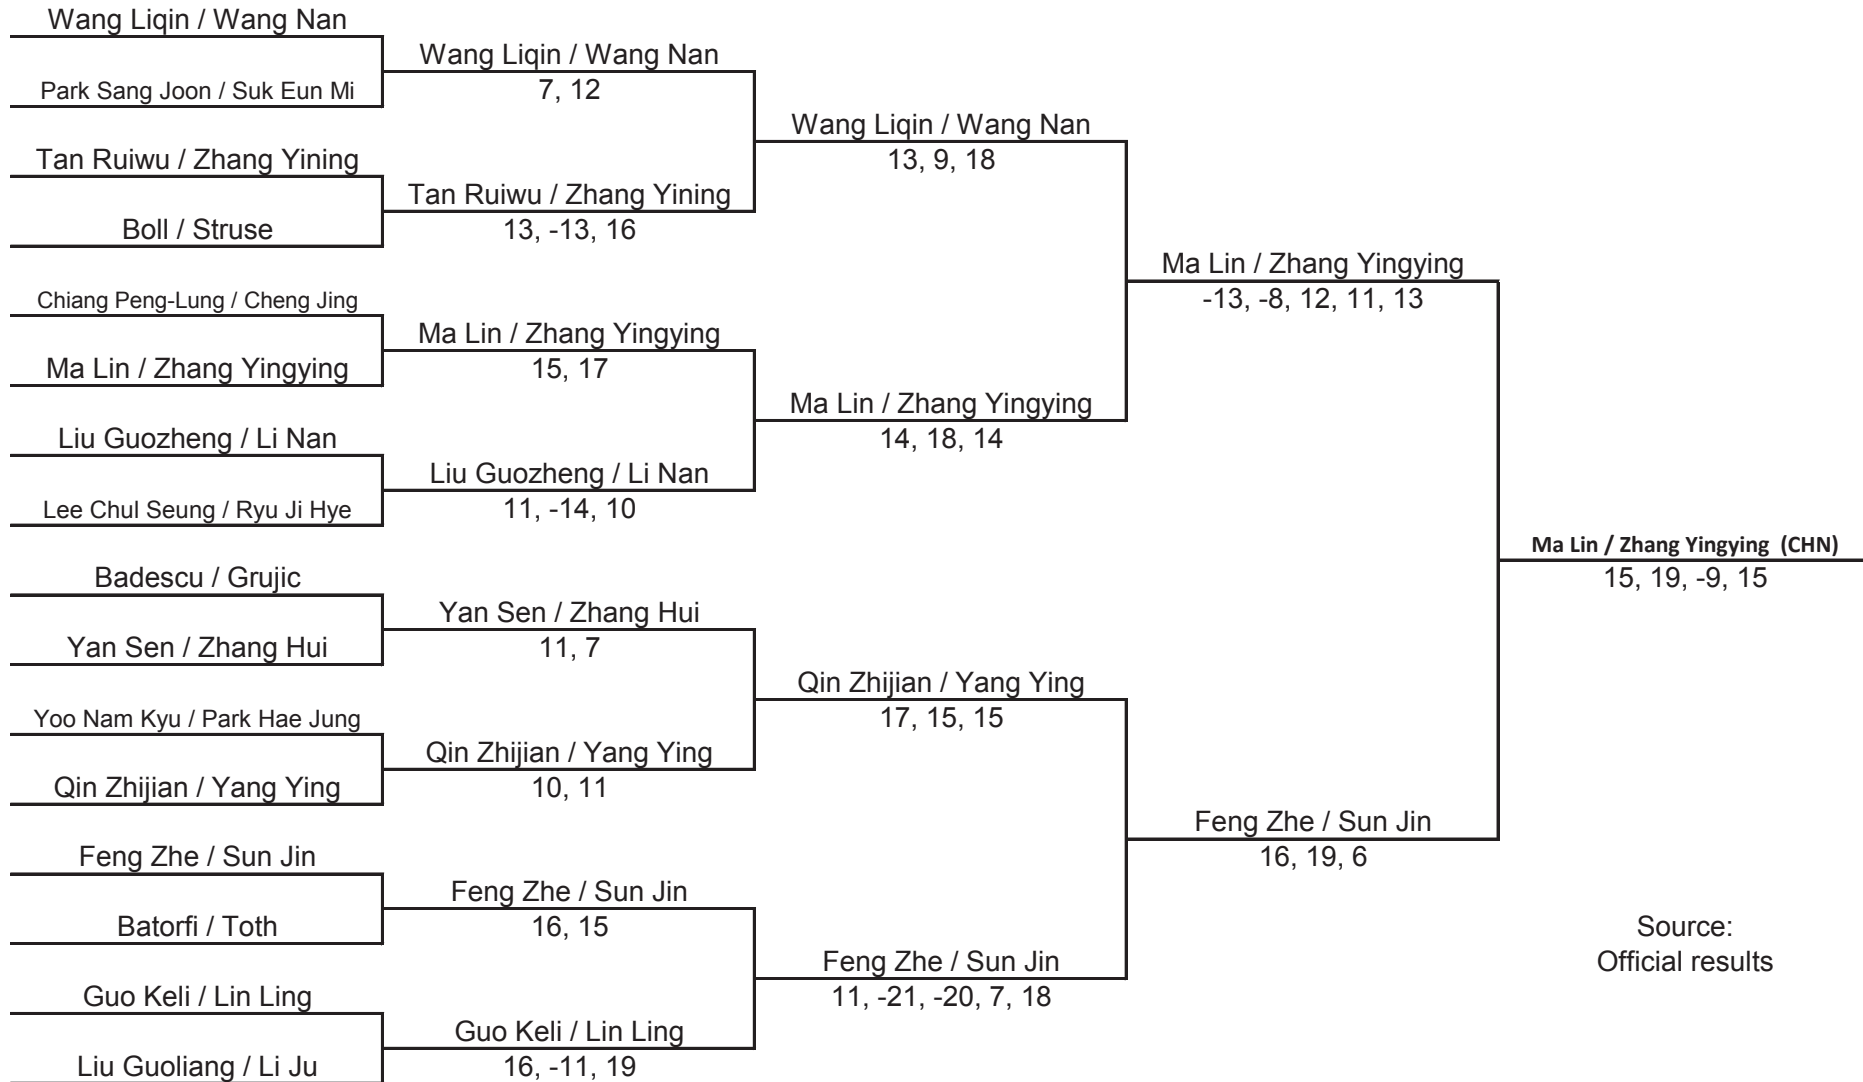 Wang Liqin / Wang Nan
Park Sang Joon / Suk Eun Mi
Tan Ruiwu / Zhang Yining
Boll / Struse
Chiang Peng-Lung / Cheng Jing
Ma Lin / Zhang Yingying
Liu Guozheng / Li Nan
Lee Chul Seung / Ryu Ji Hye
Badescu / Grujic
Yan Sen / Zhang Hui
Yoo Nam Kyu / Park Hae Jung
Qin Zhijian / Yang Ying
Feng Zhe / Sun Jin
Batorfi / Toth
Guo Keli / Lin Ling
Liu Guoliang / Li Ju
Wang Liqin / Wang Nan
7, 12
Tan Ruiwu / Zhang Yining
13, -13, 16
Ma Lin / Zhang Yingying
15, 17
Liu Guozheng / Li Nan
11, -14, 10
Yan Sen / Zhang Hui
11, 7
Qin Zhijian / Yang Ying
10, 11
Feng Zhe / Sun Jin
16, 15
Guo Keli / Lin Ling
16, -11, 19
Wang Liqin / Wang Nan
13, 9, 18
Ma Lin / Zhang Yingying
14, 18, 14
Qin Zhijian / Yang Ying
17, 15, 15
Feng Zhe / Sun Jin
11, -21, -20, 7, 18
Ma Lin / Zhang Yingying
-13, -8, 12, 11, 13
Feng Zhe / Sun Jin
16, 19, 6
Ma Lin / Zhang Yingying (CHN)
15, 19, -9, 15
Source:
Official results